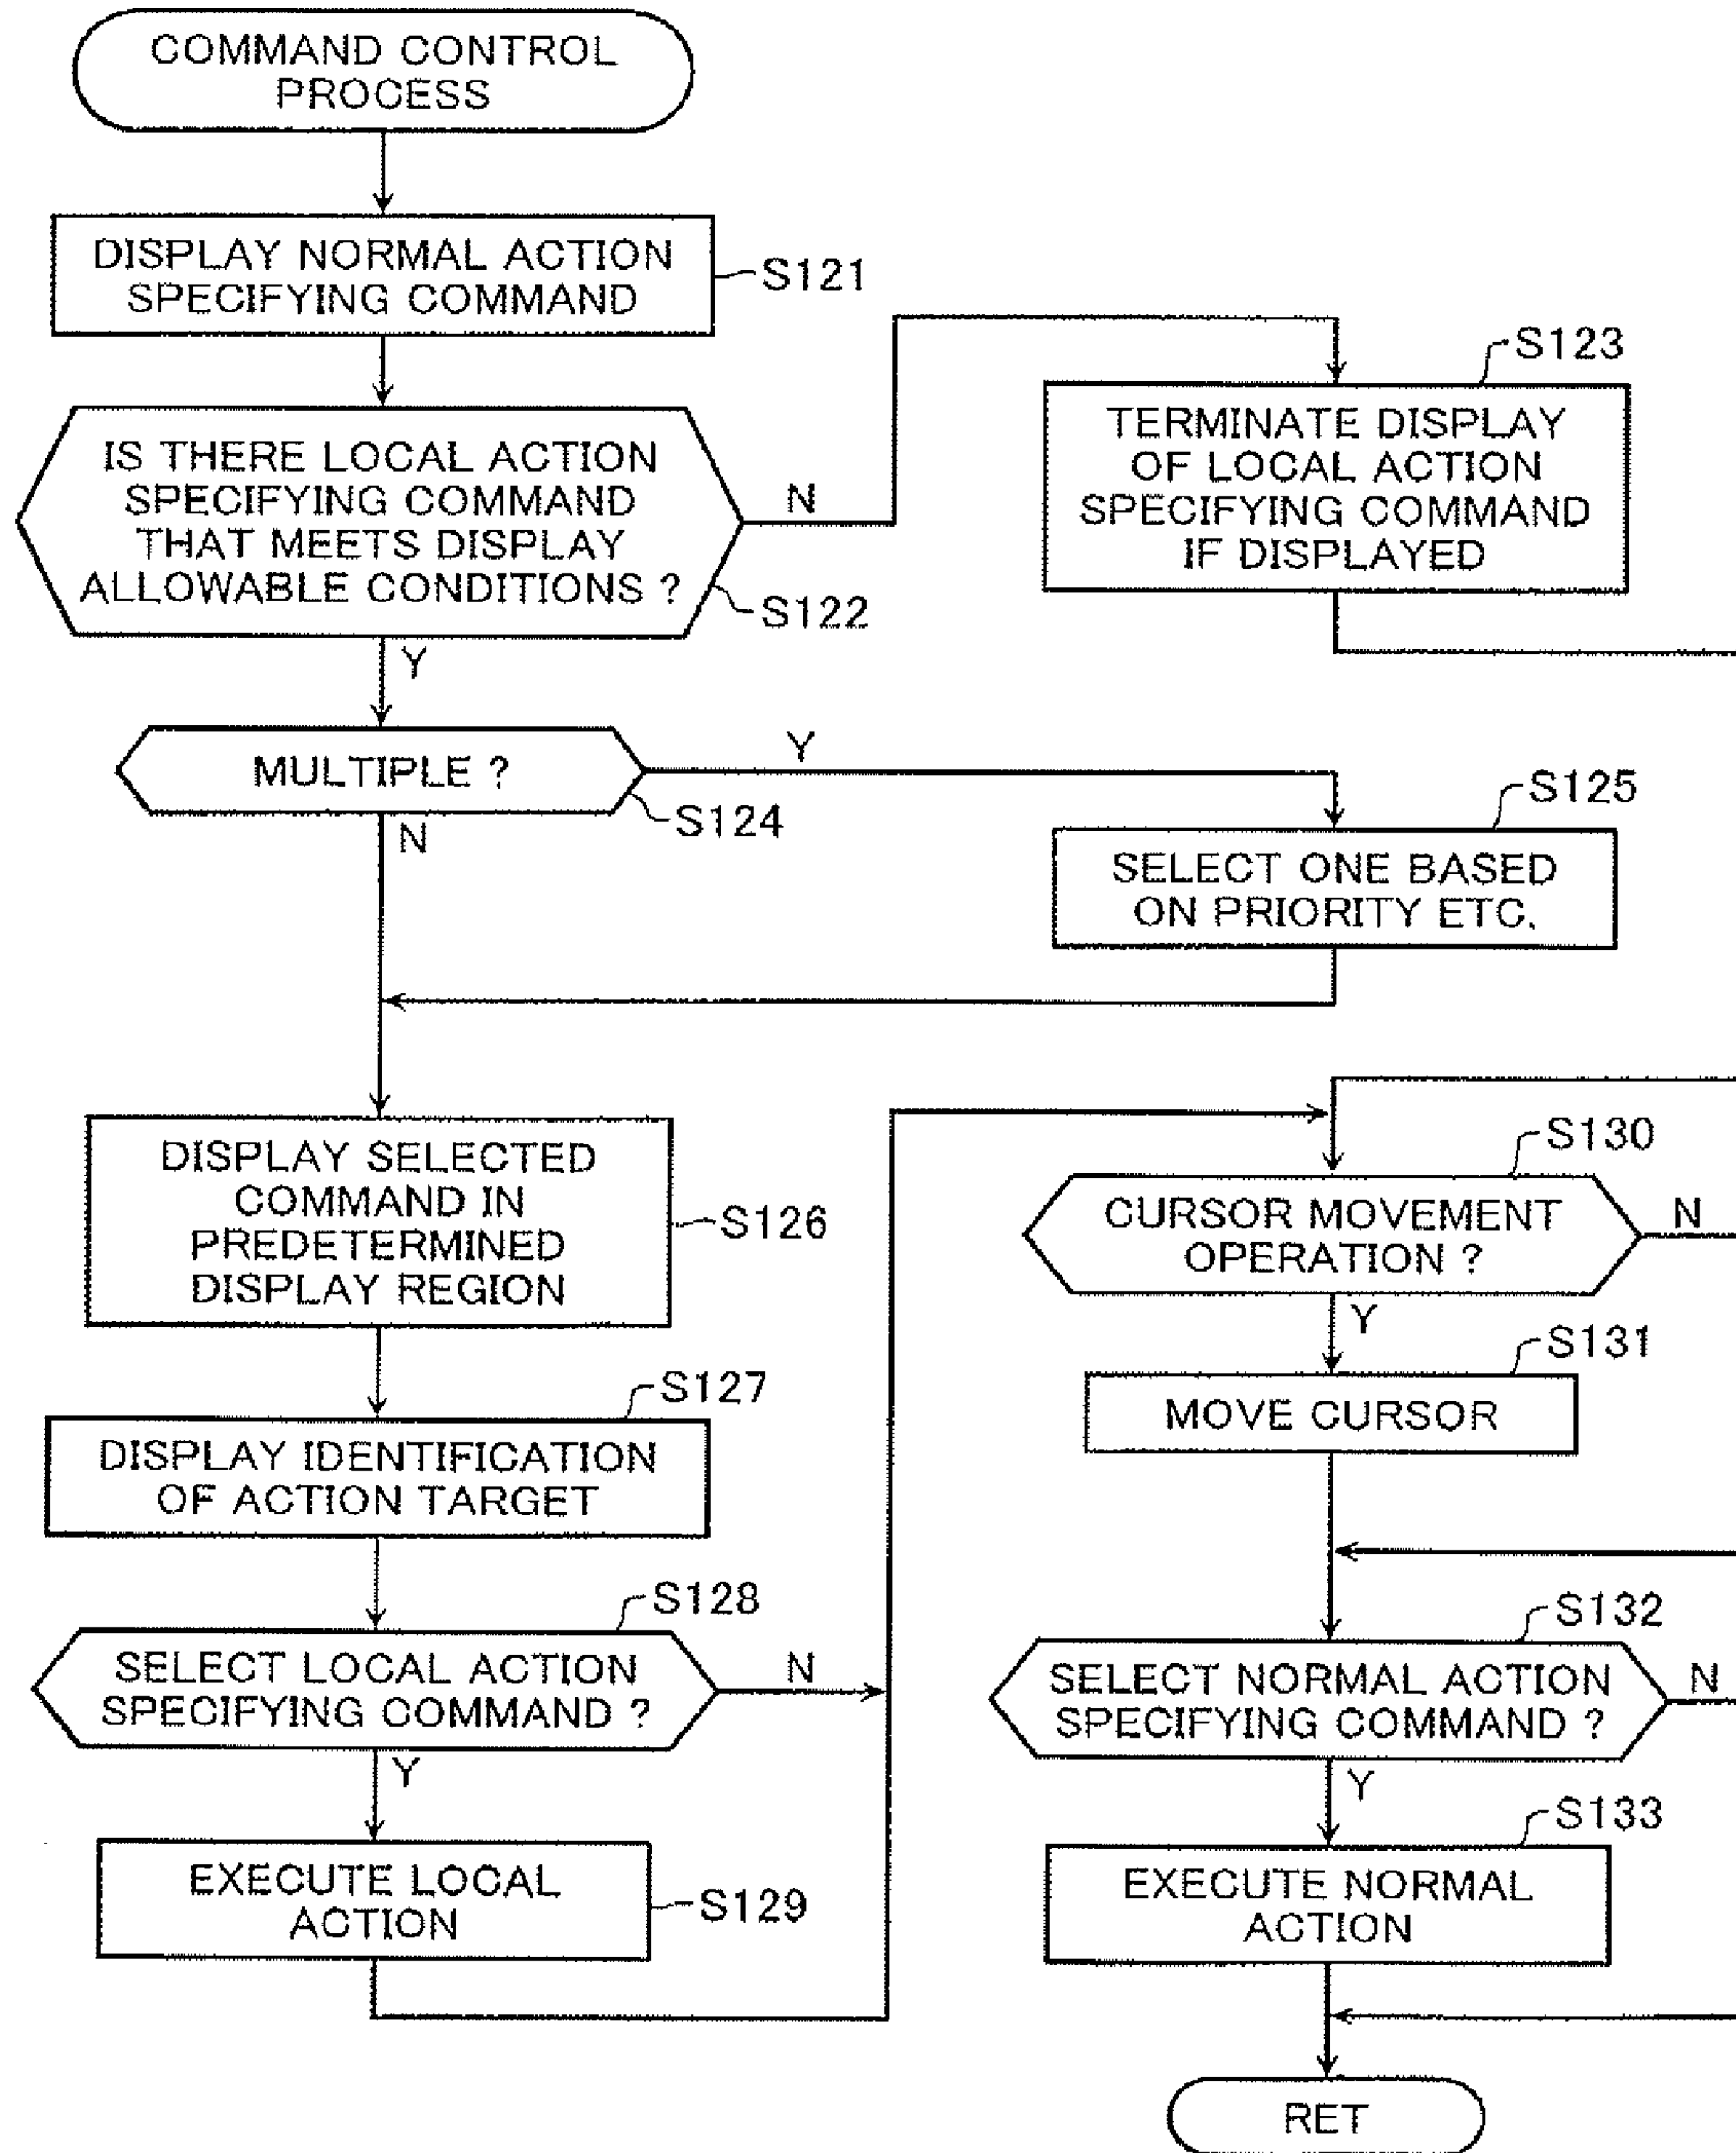 COMMAND CONTROL
PROCESS
DISPLAY NORMAL ACTION
SPECIFYING COMMAND
S121
IS THERE LOCAL ACTION
SPECIFYING COMMAND
THAT MEETS DISPLAY
ALLOWABLE CONDITIONS ?
N
S122
Y
S123
TERMINATE DISPLAY
OF LOCAL ACTION
SPECIFYING COMMAND
IF DISPLAYED
MULTIPLE ?
Y
S124
N
S125
SELECT ONE BASED
ON PRIORITY ETC.
DISPLAY SELECTED
COMMAND IN
PREDETERMINED
DISPLAY REGION
S126
S127
DISPLAY IDENTIFICATION
OF ACTION TARGET
S128
SELECT LOCAL ACTION
SPECIFYING COMMAND ?
N
Y
EXECUTE LOCAL
ACTION
S129
S130
CURSOR MOVEMENT
OPERATION ?
N
Y
S131
MOVE CURSOR
S132
SELECT NORMAL ACTION
SPECIFYING COMMAND ?
N
Y
S133
EXECUTE NORMAL
ACTION
RET